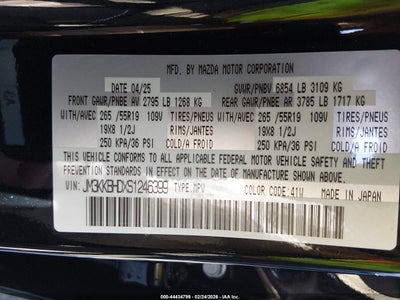 MFD. BY MAZDA MOTOR CORPORATION
DATE 04/25 GVWR/PNBV 6854 LB 3109 KG
FRONT GAWR/PNBE AV 2795 LB 1268 KG REAR GAWR/PNBE AR 3785 LB 1717 KG
WITH/AVEC 265 /55R19 109V TIRES/PNEUS WITH/AVEC 265 /55R19 109V TIRES/PNEUS
19X8 1/2J RIMS/JANTES 19X8 1/2J RIMS/JANTES
250 KPA/36 PSI COLD/A FROID 250 KPA/36 PSI COLD/A FROID
THIS VEHICLE CONFORMS TO ALL APPLICABLE FEDERAL MOTOR VEHICLE SAFETY AND
THEFT PREVENTION STANDARDS IN EFFECT ON THE DATE OF MANUFACTURE SHOWN ABOVE.
VIN: JM3KKBHDXS1246399 TYPE:MPV COLOR CODE:41W MADE IN JAPAN
000-44434799 - 02/24/2026 - IAA Inc.